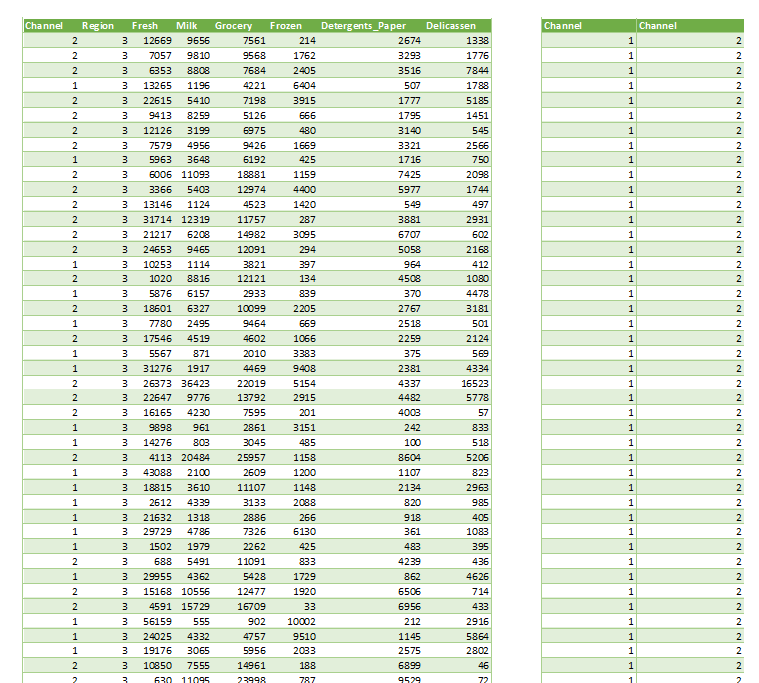 Channel Region Fresh Milk Grocery Frozen Detergents_Paper Delicassen Channel Channel
2 3 12669 9656 7561 214 2674 1338 1 2
2 3 7057 9810 9568 1762 3293 1776 1 2
2 3 6353 8808 7684 2405 3516 7844 1 2
1 3 13265 1196 4221 6404 507 1788 1 2
2 3 22615 5410 7198 3915 1777 5185 1 2
2 3 9413 8259 5126 666 1795 1451 1 2
2 3 12126 3199 6975 480 3140 545 1 2
2 3 7579 4956 9426 1669 3321 2566 1 2
1 3 5963 3648 6192 425 1716 750 1 2
2 3 6006 11093 18881 1159 7425 2098 1 2
2 3 3366 5403 12974 4400 5977 1744 1 2
2 3 13146 1124 4523 1420 549 497 1 2
2 3 31714 12319 11757 287 3881 2931 1 2
2 3 21217 6208 14982 3095 6707 602 1 2
2 3 24653 9465 12091 294 5058 2168 1 2
1 3 10253 1114 3821 397 964 412 1 2
2 3 1020 8816 12121 134 4508 1080 1 2
1 3 5876 6157 2933 839 370 4478 1 2
2 3 18601 6327 10099 2205 2767 3181 1 2
1 3 7780 2495 9464 669 2518 501 1 2
2 3 17546 4519 4602 1066 2259 2124 1 2
1 3 5567 871 2010 3383 375 569 1 2
1 3 31276 1917 4469 9408 2381 4334 1 2
2 3 26373 36423 22019 5154 4337 16523 1 2
2 3 22647 9776 13792 2915 4482 5778 1 2
2 3 16165 4230 7595 201 4003 57 1 2
1 3 9898 961 2861 3151 242 833 1 2
1 3 14276 803 3045 485 100 518 1 2
2 3 4113 20484 25957 1158 8604 5206 1 2
1 3 43088 2100 2609 1200 1107 823 1 2
1 3 18815 3610 11107 1148 2134 2963 1 2
1 3 2612 4339 3133 2088 820 985 1 2
1 3 21632 1318 2886 266 918 405 1 2
1 3 29729 4786 7326 6130 361 1083 1 2
1 3 1502 1979 2262 425 483 395 1 2
2 3 688 5491 11091 833 4239 436 1 2
1 3 29955 4362 5428 1729 862 4626 1 2
2 3 15168 10556 12477 1920 6506 714 1 2
2 3 4591 15729 16709 33 6956 433 1 2
1 3 56159 555 902 10002 212 2916 1 2
1 3 24025 4332 4757 9510 1145 5864 1 2
1 3 19176 3065 5956 2033 2575 2802 1 2
2 3 10850 7555 14961 188 6899 46 1 2
2 3 630 11095 23998 787 9529 72 1 2